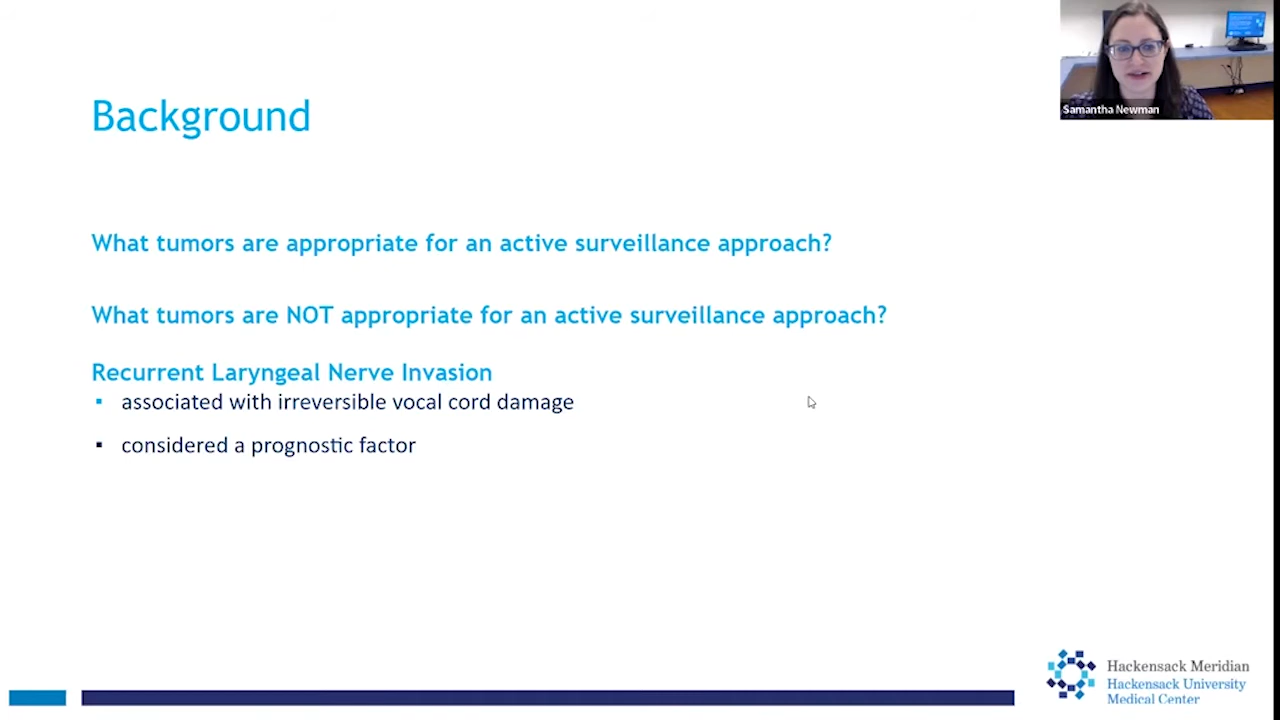 Samantha Newman
Background
What tumors are appropriate for an active surveillance approach?
What tumors are NOT appropriate for an active surveillance approach?
Recurrent Laryngeal Nerve Invasion
▪ associated with irreversible vocal cord damage
▪ considered a prognostic factor
Hackensack Meridian
Hackensack University
Medical Center